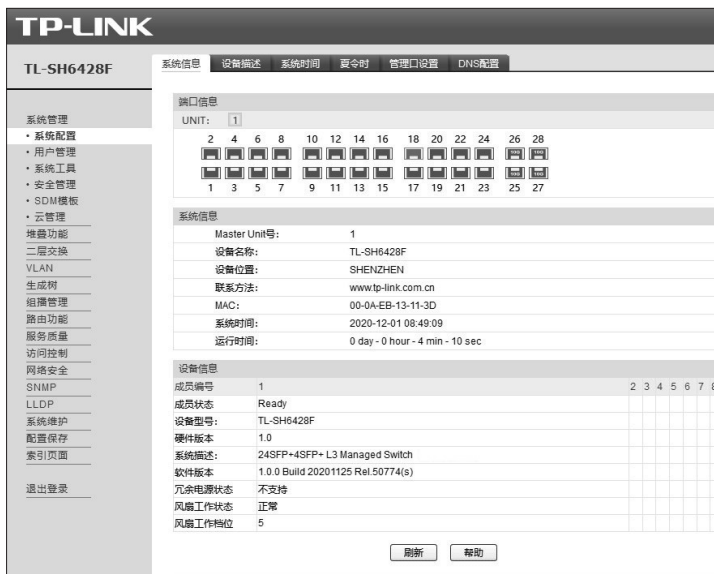 TP-LINK
TL-SH6428F
系统信息 设备描述 系统时间 夏令时 管理口设置 DNS配置
系统管理
• 系统配置
• 用户管理
• 系统工具
• 安全管理
• SDM模板
• 云管理
堆叠功能
二层交换
VLAN
生成树
组播管理
路由功能
服务质量
访问控制
网络安全
SNMP
LLDP
系统维护
配置保存
索引页面
退出登录
端口信息
UNIT: 1
2 4 6 8 10 12 14 16 18 20 22 24 26 28
10G 10G
10G 10G
1 3 5 7 9 11 13 15 17 19 21 23 25 27
系统信息
Master Unit号: 1
设备名称: TL-SH6428F
设备位置: SHENZHEN
联系方法: www.tp-link.com.cn
MAC: 00-0A-EB-13-11-3D
系统时间: 2020-12-01 08:49:09
运行时间: 0 day - 0 hour - 4 min - 10 sec
设备信息
成员编号 1 2 3 4 5 6 7 8
成员状态 Ready
设备型号: TL-SH6428F
硬件版本 1.0
系统描述: 24SFP+4SFP+ L3 Managed Switch
软件版本 1.0.0 Build 20201125 Rel.50774(s)
冗余电源状态 不支持
风扇工作状态 正常
风扇工作档位 5
刷新 帮助